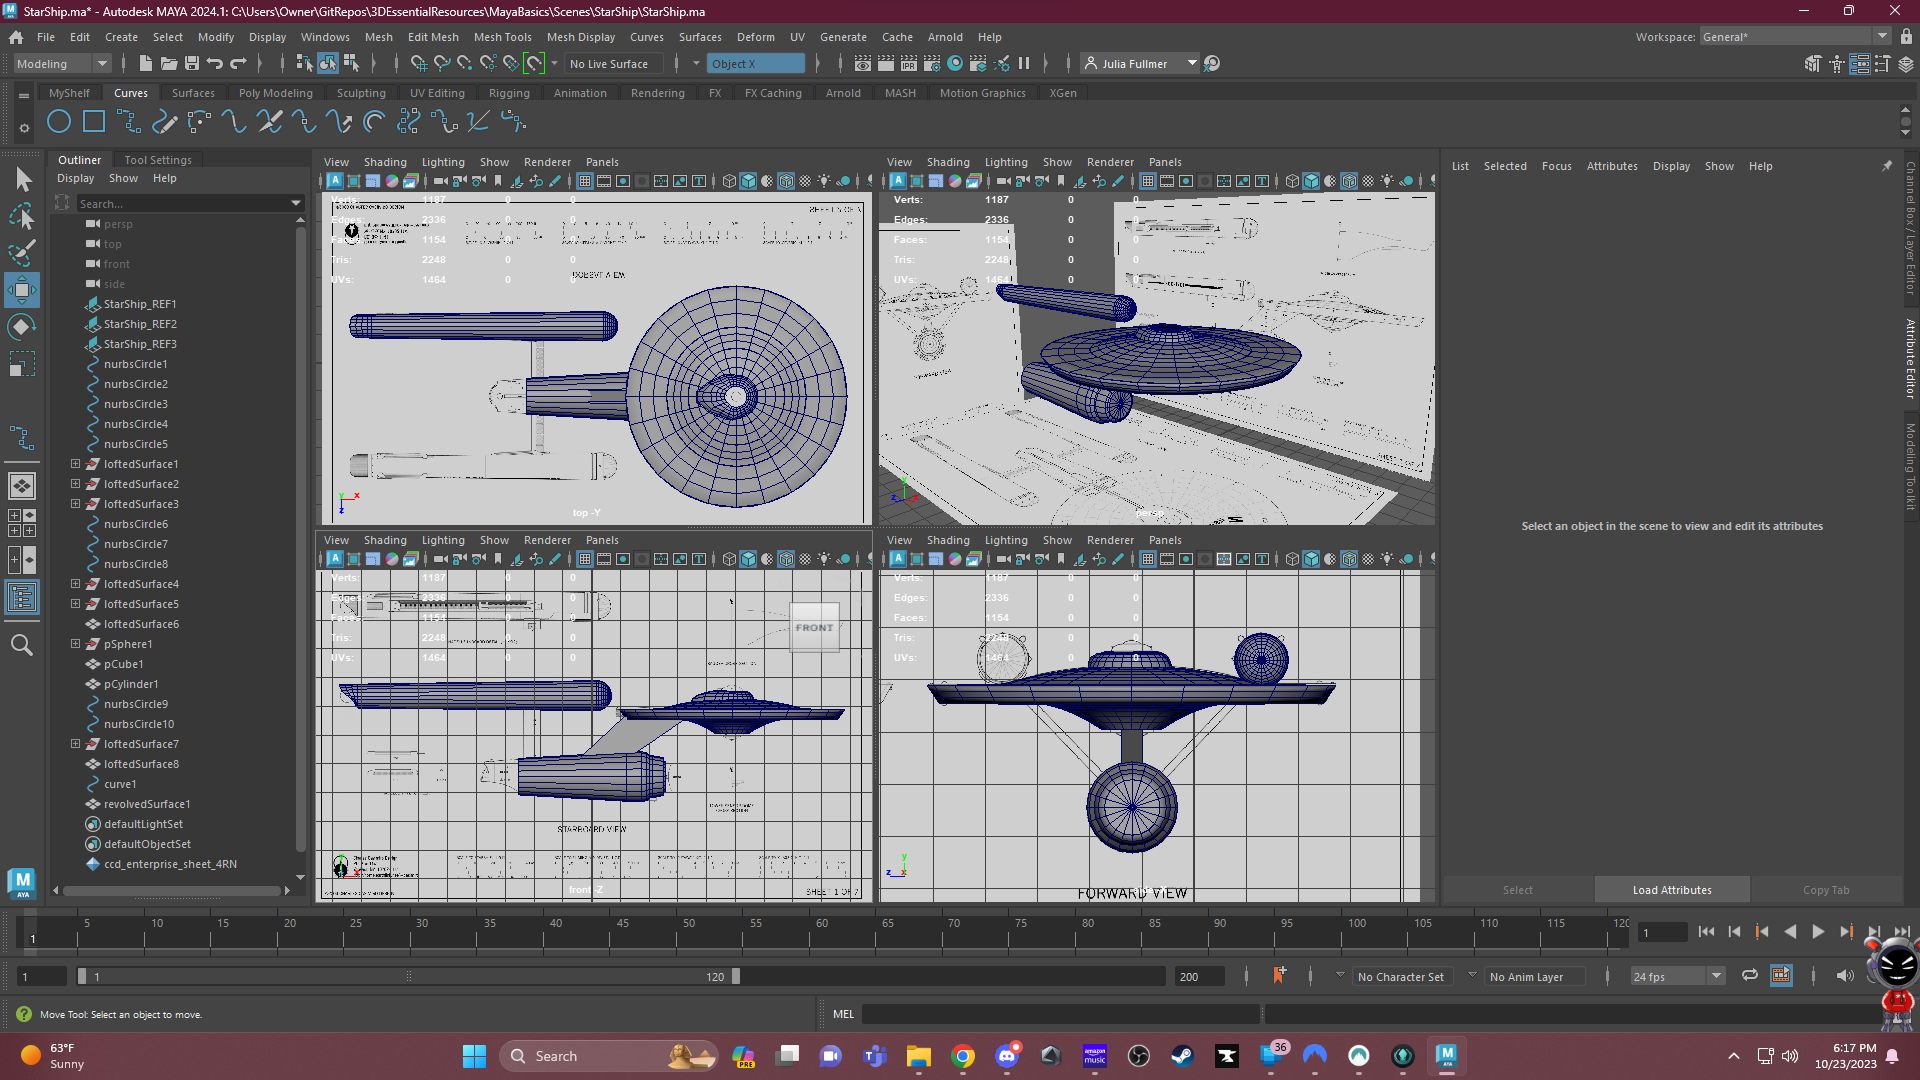 StarShip.ma* - Autodesk MAYA 2024.1: C:\Users\Owner\GitRepos\3DEssentialResources\MayaBasics\Scenes\StarShip\StarShip.ma
File Edit Create Select Modify Display Windows Mesh Edit Mesh Mesh Tools Mesh Display Curves Surfaces Deform UV Generate Cache Arnold Help
Workspace: General*
Modeling
No Live Surface
Object X
IPR
Julia Fullmer
MyShelf Curves Surfaces Poly Modeling Sculpting UV Editing Rigging Animation Rendering FX FX Caching Arnold MASH Motion Graphics XGen
Outliner Tool Settings
Display Show Help
Search...
persp
top
front
side
StarShip_REF1
StarShip_REF2
StarShip_REF3
nurbsCircle1
nurbsCircle2
nurbsCircle3
nurbsCircle4
nurbsCircle5
loftedSurface1
loftedSurface2
loftedSurface3
nurbsCircle6
nurbsCircle7
nurbsCircle8
loftedSurface4
loftedSurface5
loftedSurface6
pSphere1
pCube1
pCylinder1
nurbsCircle9
nurbsCircle10
loftedSurface7
loftedSurface8
curve1
revolvedSurface1
defaultLightSet
defaultObjectSet
ccd_enterprise_sheet_4RN
View Shading Lighting Show Renderer Panels
Verts: 1187 0 0
Edges: 2336 0 0
Faces: 1154 0 0
Tris: 2248 0 0
UVs: 1464 0 0
top -Y
View Shading Lighting Show Renderer Panels
Verts: 1187 0 0
Edges: 2336 0 0
Faces: 1154 0 0
Tris: 2248 0 0
UVs: 1464 0 0
persp
View Shading Lighting Show Renderer Panels
Verts: 1187 0 0
Edges: 2336 0 0
Faces: 1154 0 0
Tris: 2248 0 0
UVs: 1464 0 0
FRONT
STARBOARD VIEW
SHEET 1 OF 7
front -Z
View Shading Lighting Show Renderer Panels
Verts: 1187 0 0
Edges: 2336 0 0
Faces: 1154 0 0
Tris: 2248 0 0
UVs: 1464 0 0
FORWARD VIEW
List Selected Focus Attributes Display Show Help
Select an object in the scene to view and edit its attributes
Select Load Attributes Copy Tab
Channel Box / Layer Editor
Attribute Editor
Modeling Toolkit
1 5 10 15 20 25 30 35 40 45 50 55 60 65 70 75 80 85 90 95 100 105 110 115 120
1
1 1 120 200
No Character Set
No Anim Layer
24 fps
Move Tool: Select an object to move.
MEL
M
AYA
63°F
Sunny
Search
PRE
amazon music
36
6:17 PM
10/23/2023